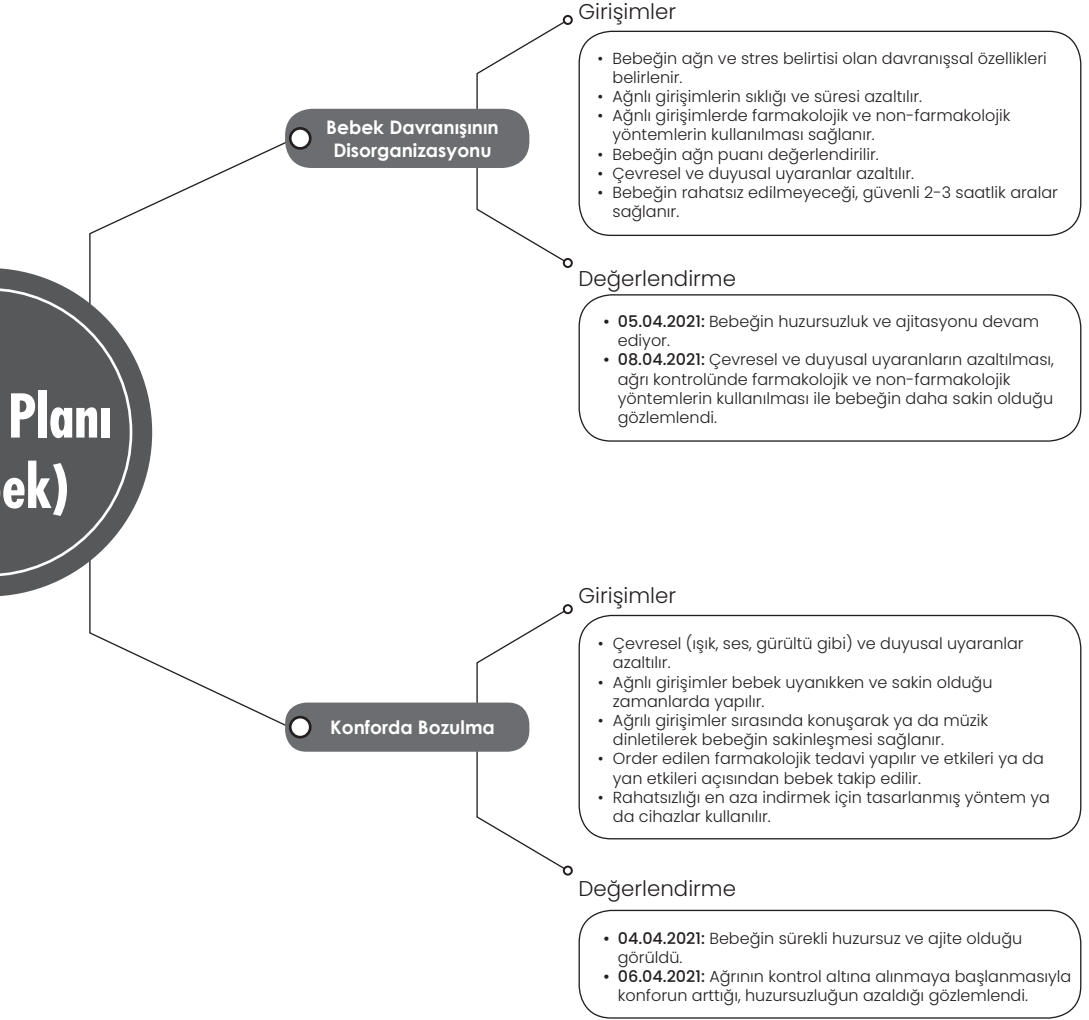 Girişimler
• Bebeğin ağn ve stres belirtisi olan davranışsal özellikleri
belirlenir.
• Ağnlı girişimlerin sıklığı ve süresi azaltılır.
• Ağnlı girişimlerde farmakolojik ve non-farmakolojik
yöntemlerin kullanılması sağlanır.
• Bebeğin ağn puanı değerlendirilir.
• Çevresel ve duyusal uyaranlar azaltılır.
• Bebeğin rahatsız edilmeyeceği, güvenli 2-3 saatlik aralar
sağlanır.
Bebek Davranışının
Disorganizasyonu
Değerlendirme
• 05.04.2021: Bebeğin huzursuzluk ve ajitasyonu devam
ediyor.
• 08.04.2021: Çevresel ve duyusal uyaranların azaltılması,
ağrı kontrolünde farmakolojik ve non-farmakolojik
yöntemlerin kullanılması ile bebeğin daha sakin olduğu
gözlemlendi.
Planı
ek)
Girişimler
• Çevresel (ışık, ses, gürültü gibi) ve duyusal uyaranlar
azaltılır.
• Ağnlı girişimler bebek uyanıkken ve sakin olduğu
zamanlarda yapılır.
• Ağrılı girişimler sırasında konuşarak ya da müzik
dinletilerek bebeğin sakinleşmesi sağlanır.
• Order edilen farmakolojik tedavi yapılır ve etkileri ya da
yan etkileri açısından bebek takip edilir.
• Rahatsızlığı en aza indirmek için tasarlanmış yöntem ya
da cihazlar kullanılır.
Konforda Bozulma
Değerlendirme
• 04.04.2021: Bebeğin sürekli huzursuz ve ajite olduğu
görüldü.
• 06.04.2021: Ağrının kontrol altına alınmaya başlanmasıyla
konforun arttığı, huzursuzluğun azaldığı gözlemlendi.